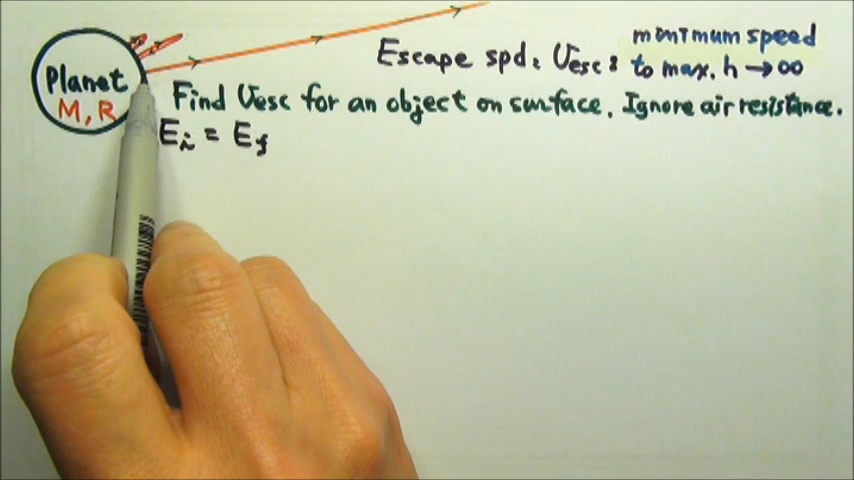 Planet
M, R
Escape spd, Vesc: minimum speed
to max. h → ∞
Find Vesc for an object on surface. Ignore air resistance.
Ei = Ef